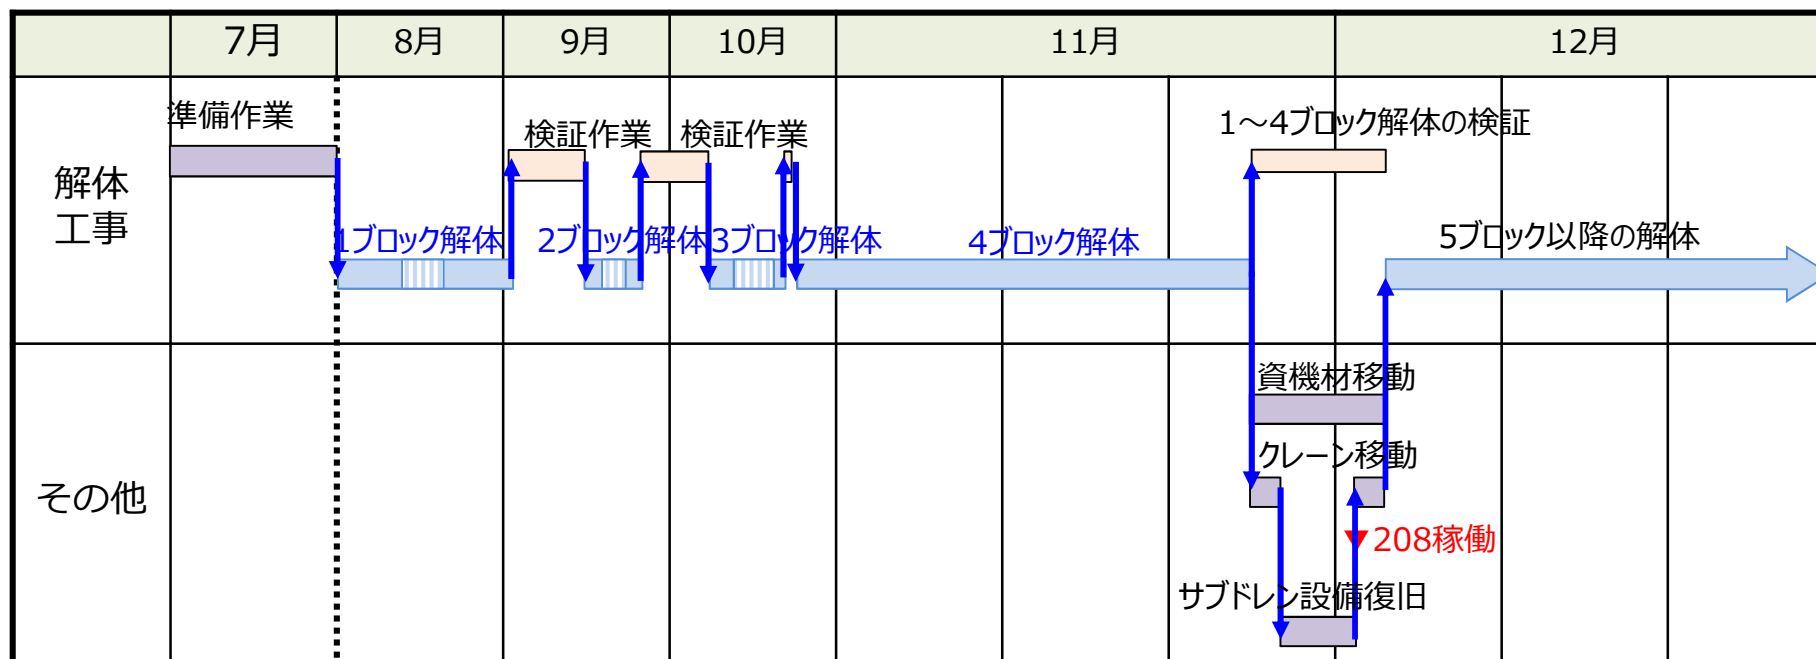 7月
8月
9月
10月
11月
12月
解体
工事
準備作業
検証作業
検証作業
1～4ブロック解体の検証
1ブロック解体
2ブロック解体
3ブロック解体
4ブロック解体
5ブロック以降の解体
その他
資機材移動
クレーン移動
208稼働
サブドレン設備復旧